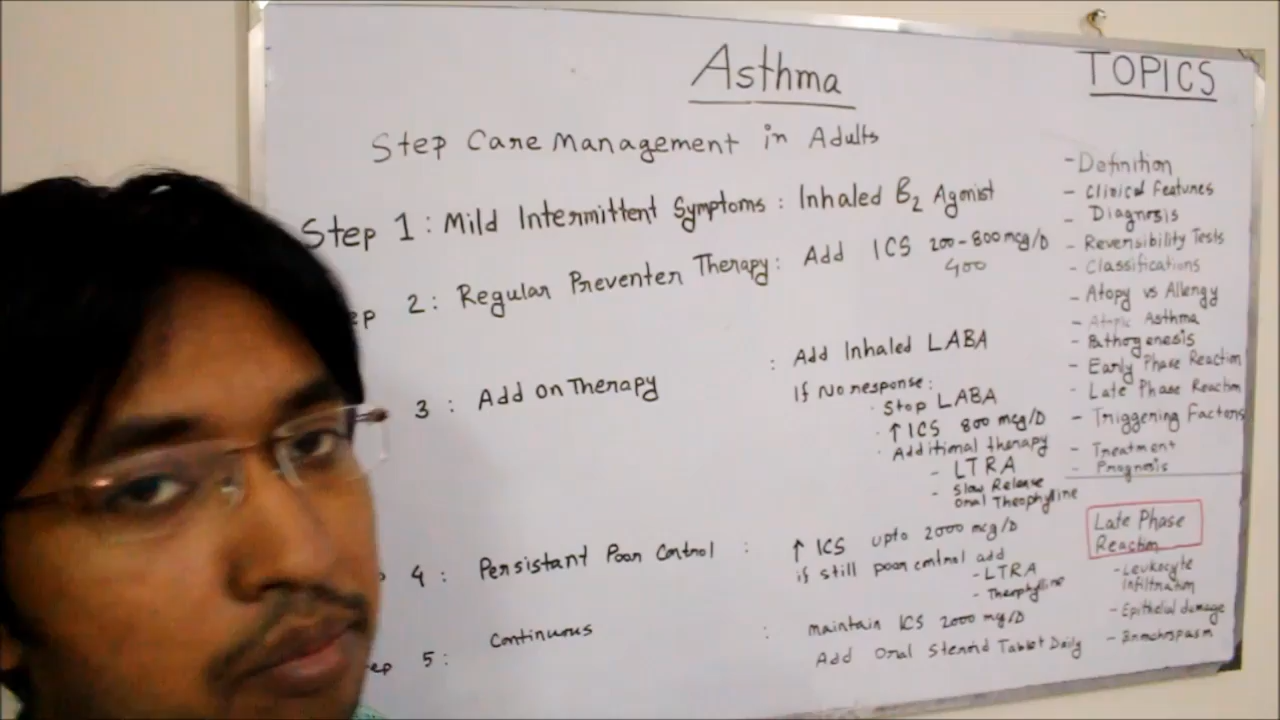 Asthma
Step Care Management in Adults
Step 1 : Mild Intermittent Symptoms : Inhaled B2 Agonist
ep 2 : Regular Preventer Therapy : Add ICS 200-800 mcg/D
400
3 : Add on Therapy : Add Inhaled LABA
If No response :
· Stop LABA
· ↑ ICS 800 mcg/D
· Additional therapy
- LTRA
- Slow Release
Oral Theophylline
4 : Persistant Poor Control : ↑ ICS upto 2000 mcg/D
if still poor control add
- LTRA
- Theophylline
ep 5 : Continuous : maintain ICS 2000 mg/D
Add Oral Steroid Tablet Daily
TOPICS
- Definition
- Clinical Features
- Diagnosis
- Reversibility Tests
- Classifications
- Atopy vs Allergy
- Atopic Asthma
- Pathogenesis
- Early Phase Reaction
- Late Phase Reaction
- Triggering Factors
- Treatment
- Prognosis
Late Phase
Reaction
- Leukocyte
Infiltration
- Epithelial damage
- Bronchospasm